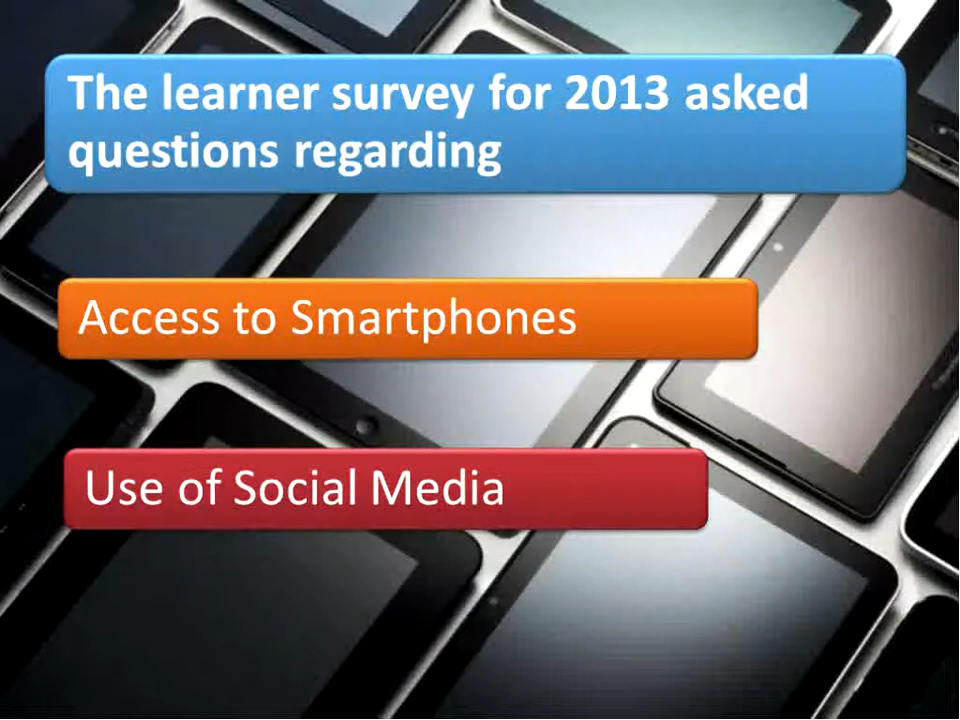 The learner survey for 2013 asked
questions regarding
Access to Smartphones
Use of Social Media